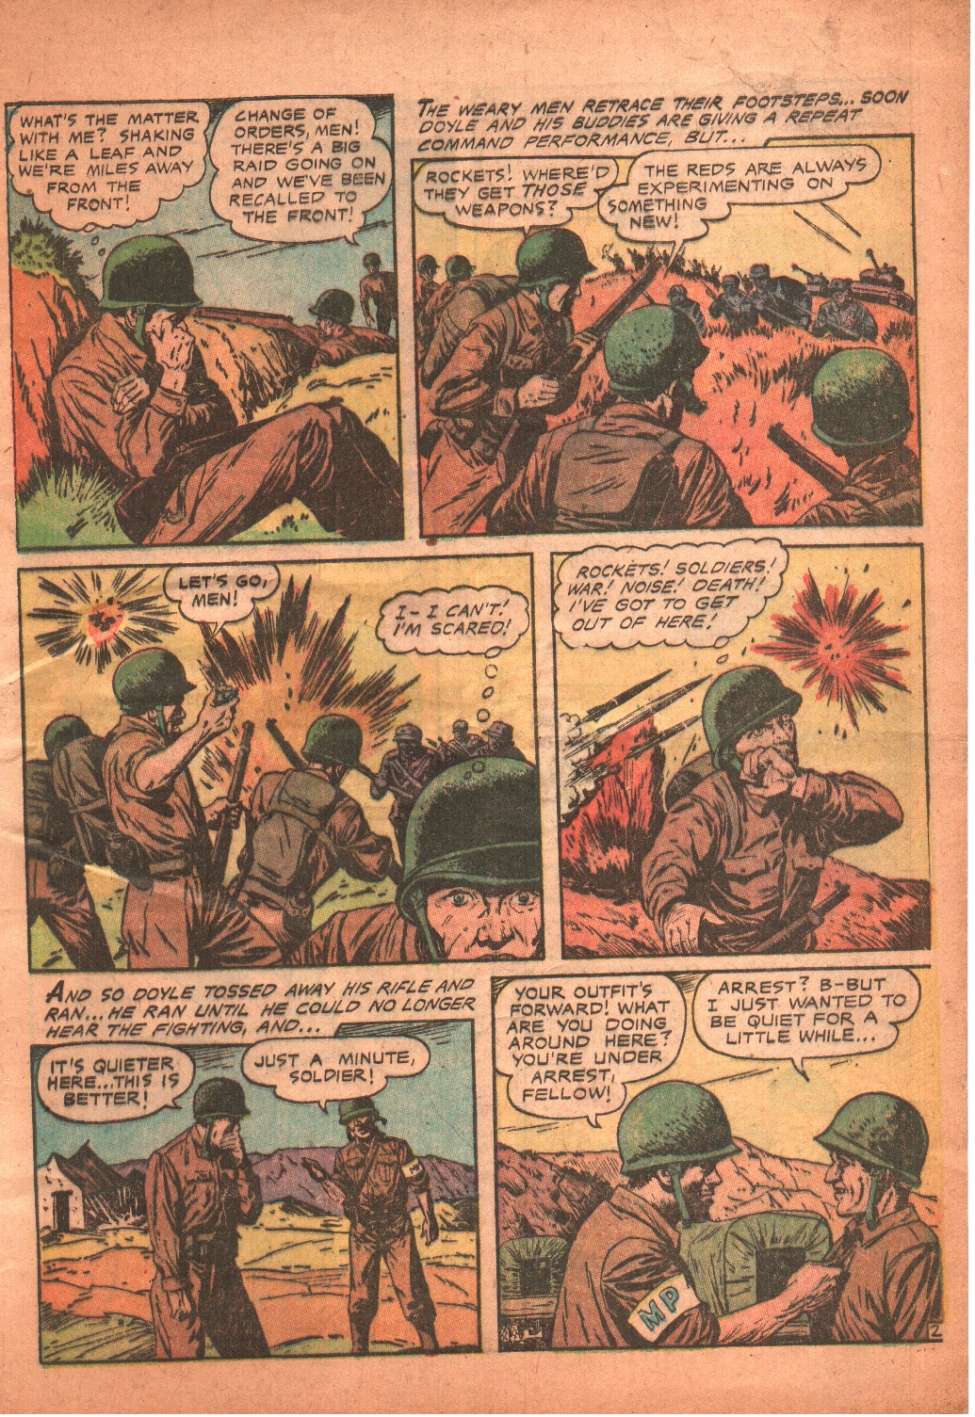 WHAT'S THE MATTER
WITH ME? SHAKING
LIKE A LEAF AND
WE'RE MILES AWAY
FROM THE
FRONT!
CHANGE OF
ORDERS, MEN!
THERE'S A BIG
RAID GOING ON
AND WE'VE BEEN
RECALLED TO
THE FRONT!
THE WEARY MEN RETRACE THEIR FOOTSTEPS... SOON
DOYLE AND HIS BUDDIES ARE GIVING A REPEAT
COMMAND PERFORMANCE, BUT...
ROCKETS! WHERE'D
THEY GET THOSE
WEAPONS?
THE REDS ARE ALWAYS
EXPERIMENTING ON
SOMETHING
NEW!
LET'S GO,
MEN!
I-I CAN'T!
I'M SCARED!
ROCKETS! SOLDIERS!
WAR! NOISE! DEATH!
I'VE GOT TO GET
OUT OF HERE!
AND SO DOYLE TOSSED AWAY HIS RIFLE AND
RAN... HE RAN UNTIL HE COULD NO LONGER
HEAR THE FIGHTING, AND...
IT'S QUIETER
HERE...THIS IS
BETTER!
JUST A MINUTE,
SOLDIER!
YOUR OUTFIT'S
FORWARD! WHAT
ARE YOU DOING
AROUND HERE?
YOU'RE UNDER
ARREST,
FELLOW!
ARREST? B-BUT
I JUST WANTED TO
BE QUIET FOR A
LITTLE WHILE...
MP
2